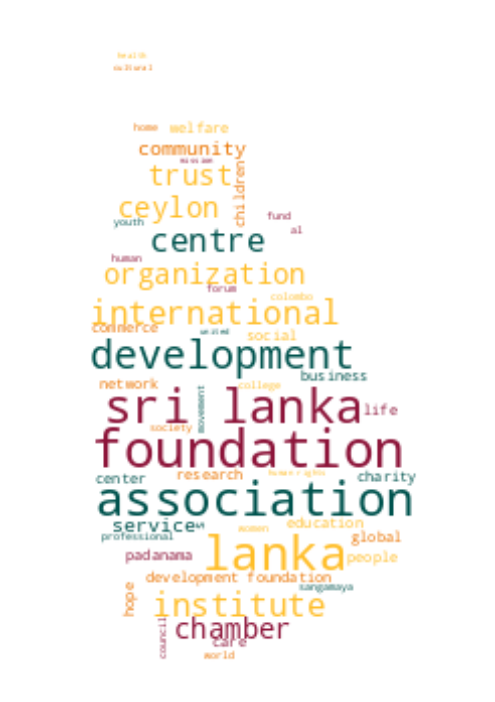 health
cultural
home welfare
community
mission
trust
children
ceylon
fund
youth
al
centre
human
organization
forum
colombo
international
commerce
united
social
development
business
network
college
movement
sri lanka
life
society
foundation
human rights
research
center
charity
association
service
women
education
professional
global
lanka
padanama
people
development foundation
sangamaya
hope
institute
chamber
council
care
world